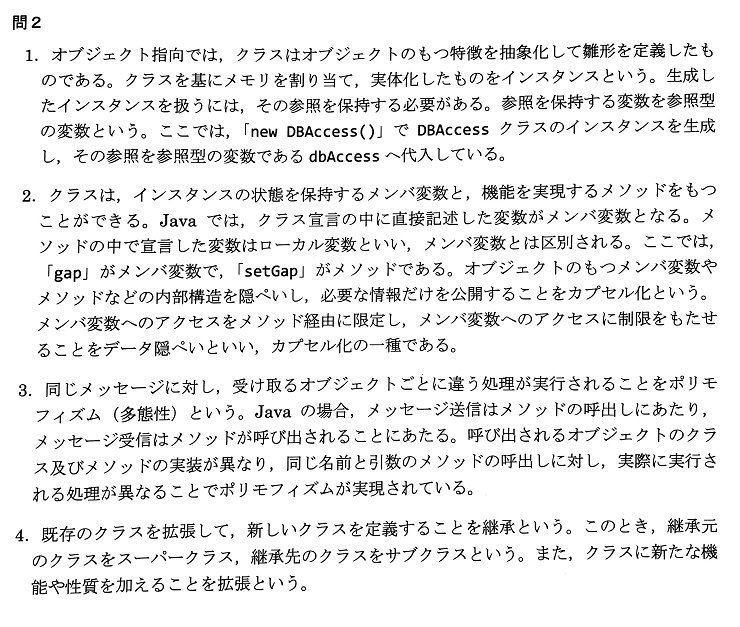 問2
1. オブジェクト指向では，クラスはオブジェクトのもつ特徴を抽象化して雛形を定義したも
のである。クラスを基にメモリを割り当て，実体化したものをインスタンスという。生成し
たインスタンスを扱うには，その参照を保持する必要がある。参照を保持する変数を参照型
の変数という。ここでは，「new DBAccess()」で DBAccess クラスのインスタンスを生成
し，その参照を参照型の変数である dbAccess へ代入している。
2. クラスは，インスタンスの状態を保持するメンバ変数と，機能を実現するメソッドをもつ
ことができる。Java では，クラス宣言の中に直接記述した変数がメンバ変数となる。メ
ソッドの中で宣言した変数はローカル変数といい，メンバ変数とは区別される。ここでは，
「gap」がメンバ変数で，「setGap」がメソッドである。オブジェクトのもつメンバ変数や
メソッドなどの内部構造を隠ぺいし，必要な情報だけを公開することをカプセル化という。
メンバ変数へのアクセスをメソッド経由に限定し，メンバ変数へのアクセスに制限をもたせ
ることをデータ隠ぺいといい，カプセル化の一種である。
3. 同じメッセージに対し，受け取るオブジェクトごとに違う処理が実行されることをポリモ
フィズム（多態性）という。Java の場合，メッセージ送信はメソッドの呼出しにあたり，
メッセージ受信はメソッドが呼び出されることにあたる。呼び出されるオブジェクトのクラ
ス及びメソッドの実装が異なり，同じ名前と引数のメソッドの呼出しに対し，実際に実行さ
れる処理が異なることでポリモフィズムが実現されている。
4. 既存のクラスを拡張して，新しいクラスを定義することを継承という。このとき，継承元
のクラスをスーパークラス，継承先のクラスをサブクラスという。また，クラスに新たな機
能や性質を加えることを拡張という。